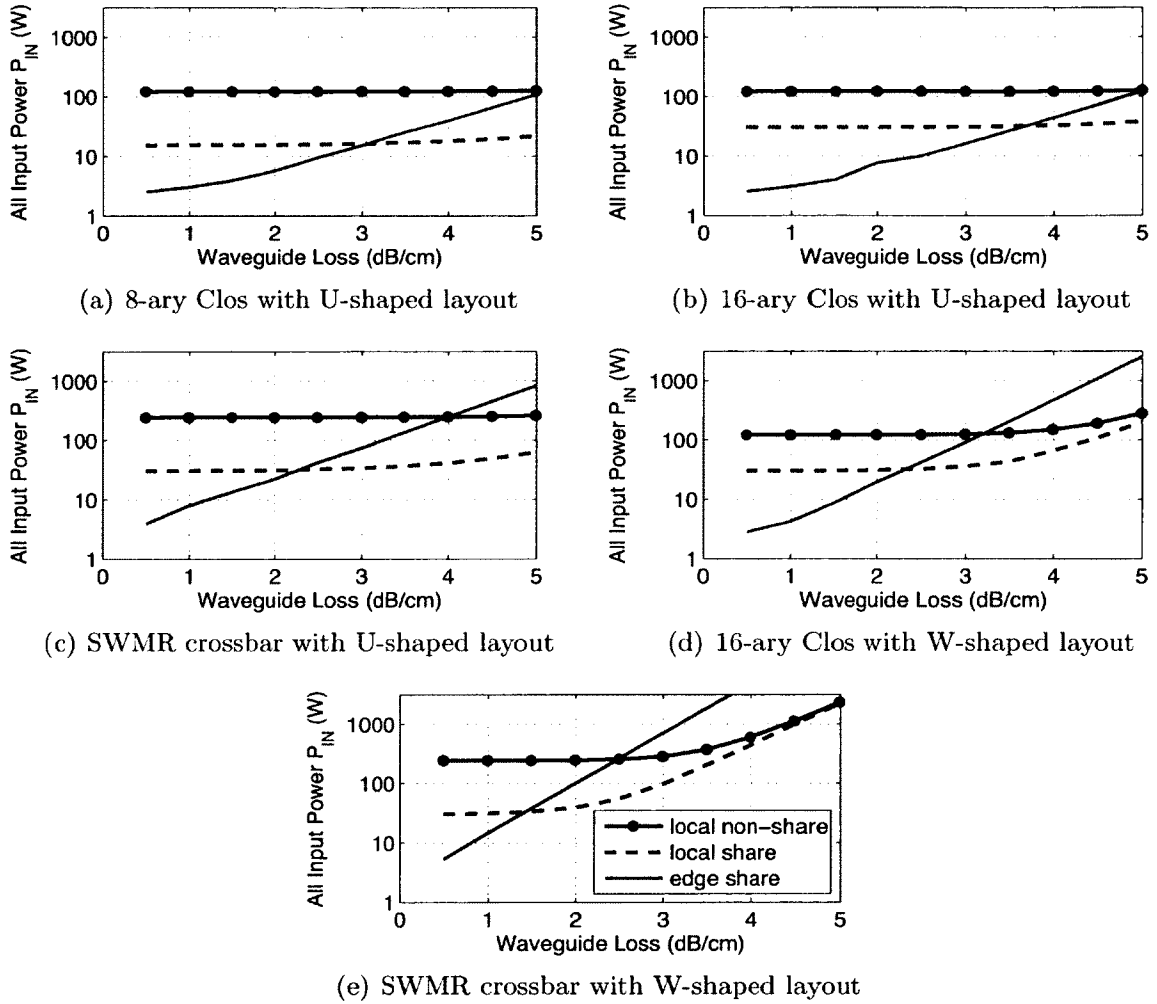 All Input Power P_IN (W)
1000
100
10
1
0 1 2 3 4 5
Waveguide Loss (dB/cm)
(a) 8-ary Clos with U-shaped layout
All Input Power P_IN (W)
1000
100
10
1
0 1 2 3 4 5
Waveguide Loss (dB/cm)
(b) 16-ary Clos with U-shaped layout
All Input Power P_IN (W)
1000
100
10
1
0 1 2 3 4 5
Waveguide Loss (dB/cm)
(c) SWMR crossbar with U-shaped layout
All Input Power P_IN (W)
1000
100
10
1
0 1 2 3 4 5
Waveguide Loss (dB/cm)
(d) 16-ary Clos with W-shaped layout
All Input Power P_IN (W)
1000
100
10
1
local non-share
local share
edge share
0 1 2 3 4 5
Waveguide Loss (dB/cm)
(e) SWMR crossbar with W-shaped layout